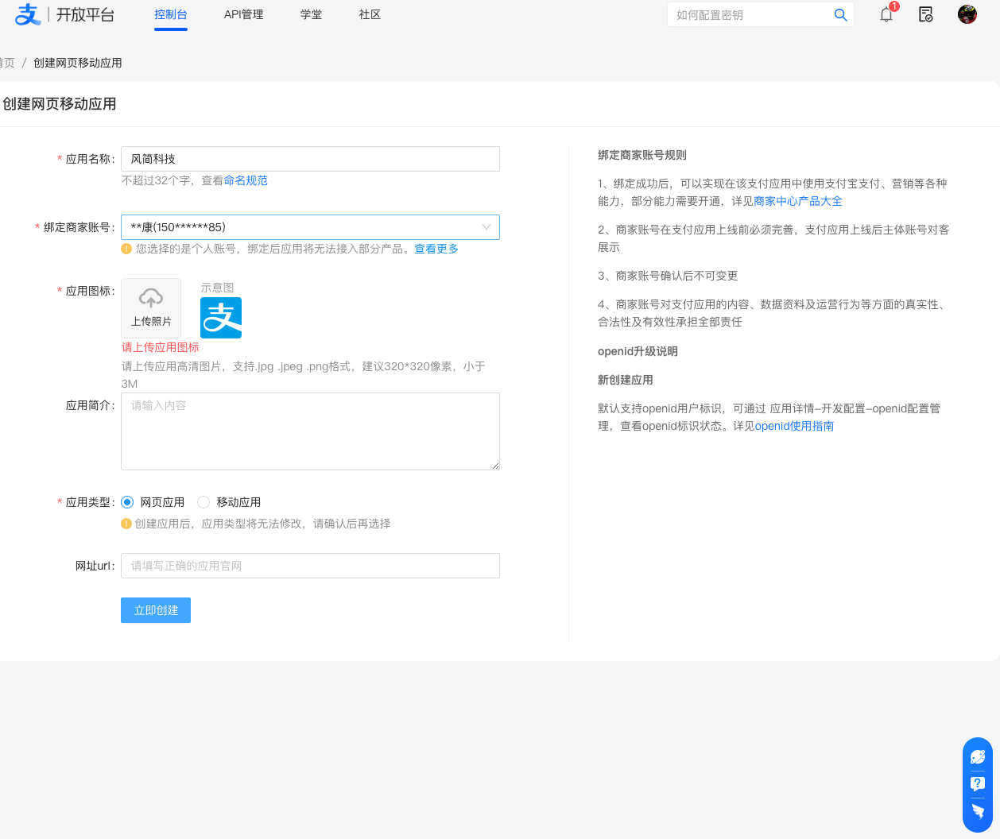 支 | 开放平台 控制台 API管理 学堂 社区 如何配置密钥 1
首页 / 创建网页移动应用
创建网页移动应用
* 应用名称: 风简科技
不超过32个字，查看命名规范
* 绑定商家账号: **康(150******85)
! 您选择的是个人账号，绑定后应用将无法接入部分产品。查看更多
* 应用图标: 上传照片
示意图
支
请上传应用图标
请上传应用高清图片，支持.jpg .jpeg .png格式，建议320*320像素，小于
3M
应用简介: 请输入内容
* 应用类型: 网页应用 移动应用
! 创建应用后，应用类型将无法修改，请确认后再选择
网址url: 请填写正确的应用官网
立即创建
绑定商家账号规则
1、绑定成功后，可以实现在该支付应用中使用支付宝支付、营销等各种
能力，部分能力需要开通，详见商家中心产品大全
2、商家账号在支付应用上线前必须完善，支付应用上线后主体账号对客
展示
3、商家账号确认后不可变更
4、商家账号对支付应用的内容、数据资料及运营行为等方面的真实性、
合法性及有效性承担全部责任
openid升级说明
新创建应用
默认支持openid用户标识，可通过 应用详情-开发配置-openid配置管
理，查看openid标识状态。详见openid使用指南